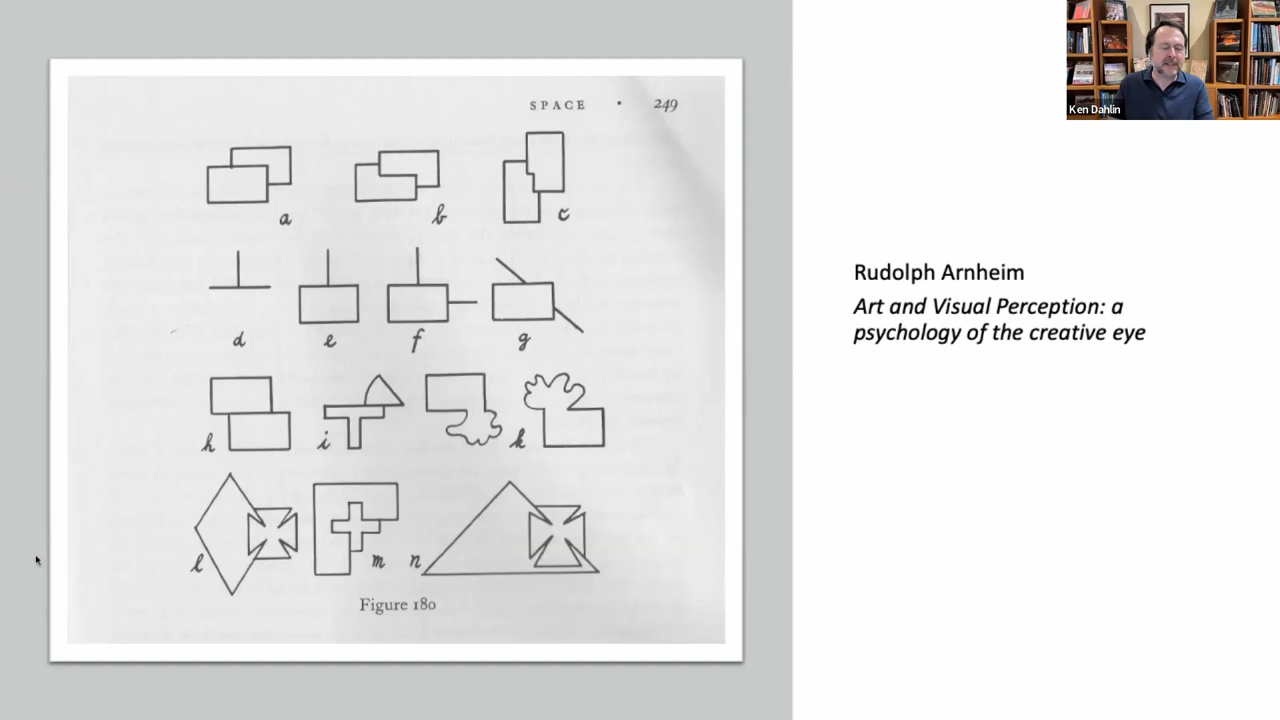 Ken Dahlin
SPACE • 249
a
b
c
d
e
f
g
h
i
k
l
m
n
Figure 180
Rudolph Arnheim
Art and Visual Perception: a
psychology of the creative eye